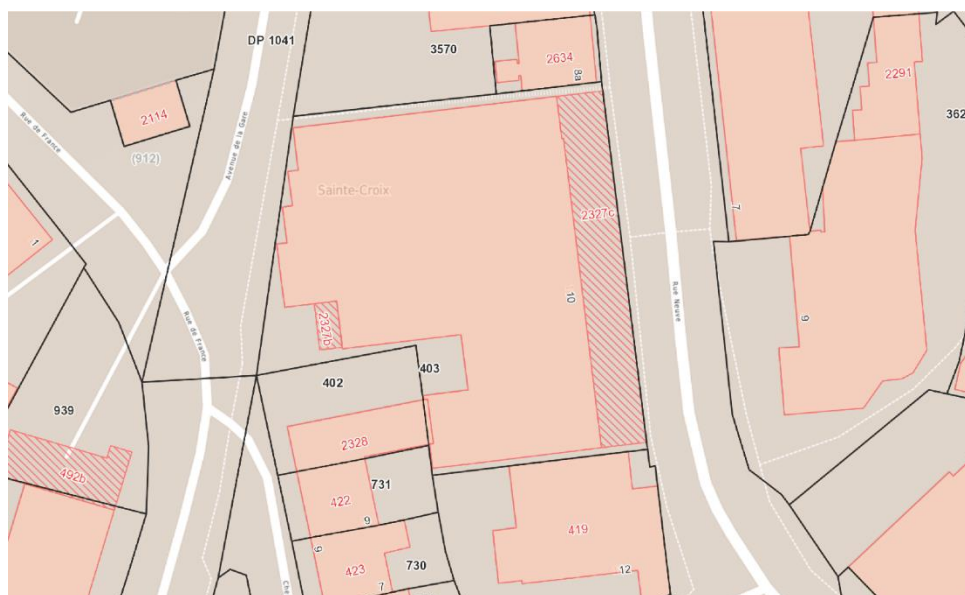 DP 1041
3570
2634
8a
2291
362
2114
(912)
Rue de France
Avenue de la Gare
Sainte-Croix
2327c
7
1
10
Rue Neuve
9
2327b
Rue de France
402
403
939
2328
492b
731
422
9
419
9
423
7
730
12
Che